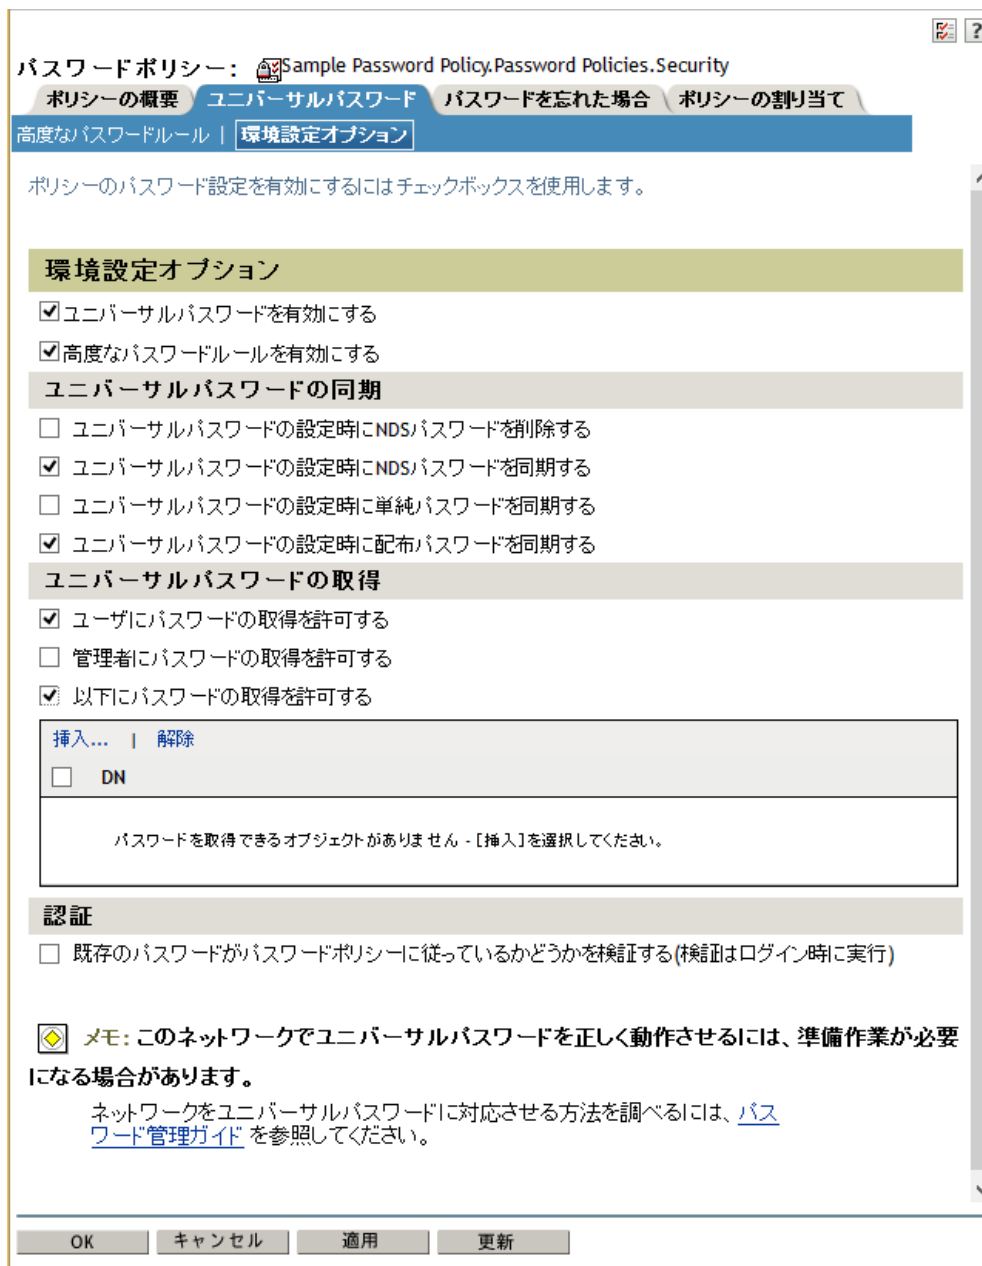 ?
パスワードポリシー： Sample Password Policy.Password Policies.Security
ポリシーの概要 ユニバーサルパスワード パスワードを忘れた場合 ポリシーの割り当て
高度なパスワードルール | 環境設定オプション
ポリシーのパスワード設定を有効にするにはチェックボックスを使用します。
環境設定オプション
ユニバーサルパスワードを有効にする
高度なパスワードルールを有効にする
ユニバーサルパスワードの同期
ユニバーサルパスワードの設定時にNDSパスワードを削除する
ユニバーサルパスワードの設定時にNDSパスワードを同期する
ユニバーサルパスワードの設定時に単純パスワードを同期する
ユニバーサルパスワードの設定時に配布パスワードを同期する
ユニバーサルパスワードの取得
ユーザにパスワードの取得を許可する
管理者にパスワードの取得を許可する
以下にパスワードの取得を許可する
挿入... | 解除
DN
パスワードを取得できるオブジェクトがありません - [挿入]を選択してください。
認証
既存のパスワードがパスワードポリシーに従っているかどうかを検証する(検証はログイン時に実行)
メモ: このネットワークでユニバーサルパスワードを正しく動作させるには、準備作業が必要
になる場合があります。
ネットワークをユニバーサルパスワードに対応させる方法を調べるには、パス
ワード管理ガイド を参照してください。
OK キャンセル 適用 更新